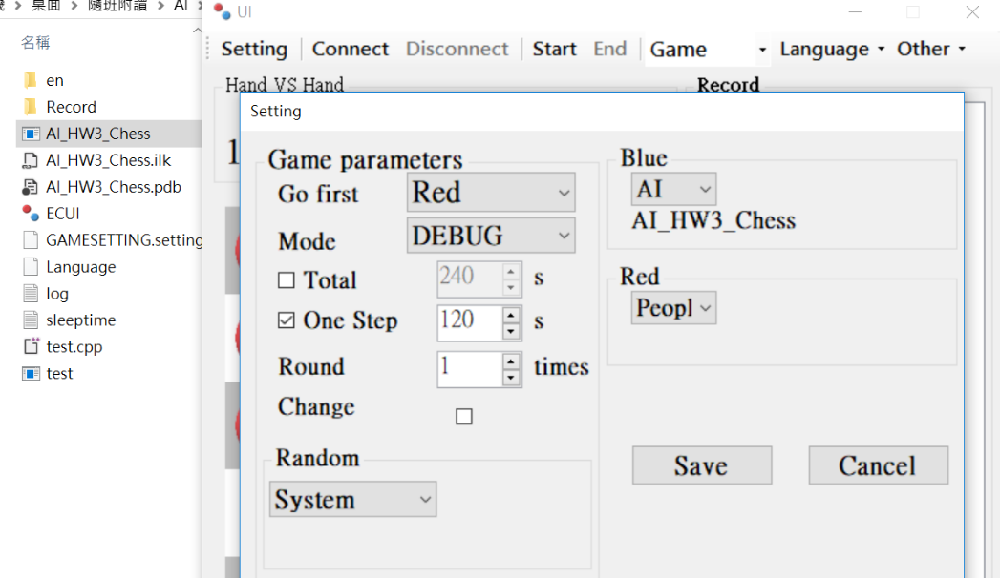 桌面 > 隨班附讀 > AI >
名稱
en
Record
AI_HW3_Chess
AI_HW3_Chess.ilk
AI_HW3_Chess.pdb
ECUI
GAMESETTING.setting
Language
log
sleeptime
test.cpp
test
UI
Setting Connect Disconnect Start End Game Language Other
Hand VS Hand Record
1
Setting
Game parameters
Go first Red
Mode DEBUG
Total 240 s
One Step 120 s
Round 1 times
Change
Random
System
Blue
AI
AI_HW3_Chess
Red
Peopl
Save Cancel